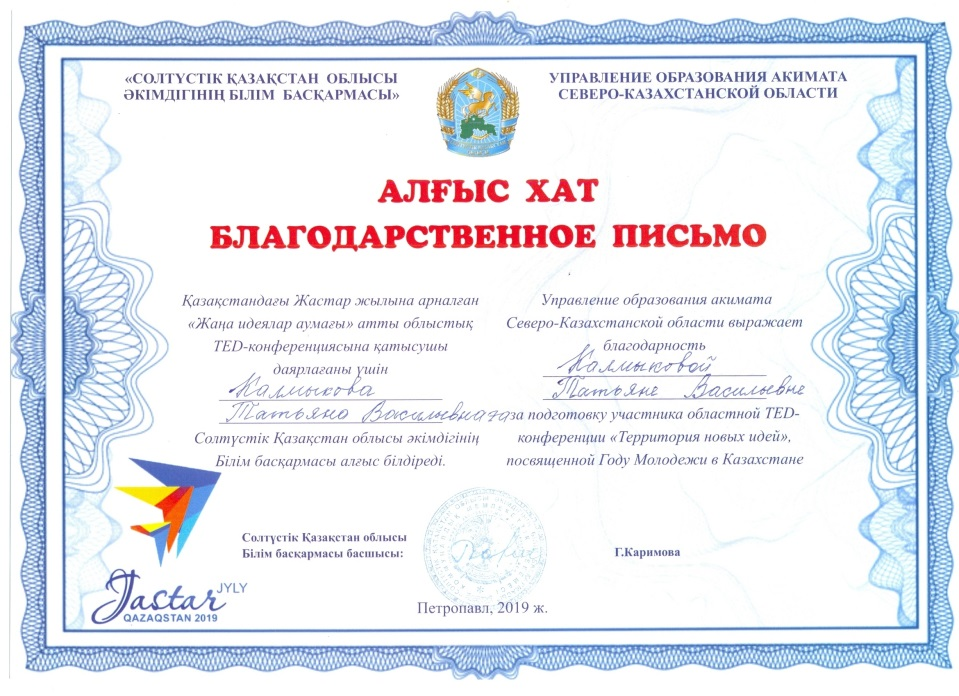 «СОЛТҮСТІК ҚАЗАҚСТАН ОБЛЫСЫ
ӘКІМДІГІНІҢ БІЛІМ БАСҚАРМАСЫ»
УПРАВЛЕНИЕ ОБРАЗОВАНИЯ АКИМАТА
СЕВЕРО-КАЗАХСТАНСКОЙ ОБЛАСТИ
АЛҒЫС ХАТ
БЛАГОДАРСТВЕННОЕ ПИСЬМО
Қазақстандағы Жастар жылына арналған
«Жаңа идеялар аумағы» атты облыстық
TED-конференциясына қатысушы
даярлағаны үшін
Калмыкова
Татьяна Васильевнаға
Солтүстік Қазақстан облысы әкімдігінің
Білім басқармасы алғыс білдіреді.
Управление образования акимата
Северо-Казахстанской области выражает
благодарность
Калмыковой
Татьяне Васильевне
за подготовку участника областной TED-
конференции «Территория новых идей»,
посвященной Году Молодежи в Казахстане
Солтүстік Қазақстан облысы
Білім басқармасы басшысы:
Г.Каримова
Петропавл, 2019 ж.
Jastar JYLY
QAZAQSTAN 2019